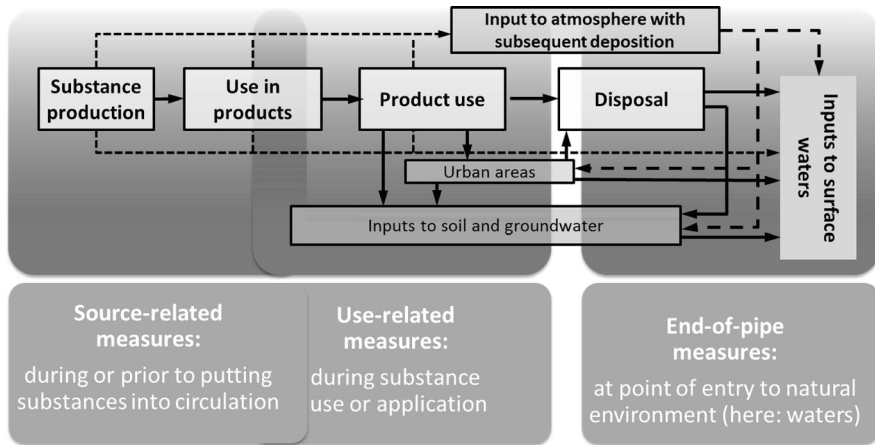 Input to atmosphere with
subsequent deposition
Substance
production
Use in
products
Product use
Disposal
Inputs to surface
waters
Urban areas
Inputs to soil and groundwater
Source-related
measures:
during or prior to putting
substances into circulation
Use-related
measures:
during substance
use or application
End-of-pipe
measures:
at point of entry to natural
environment (here: waters)